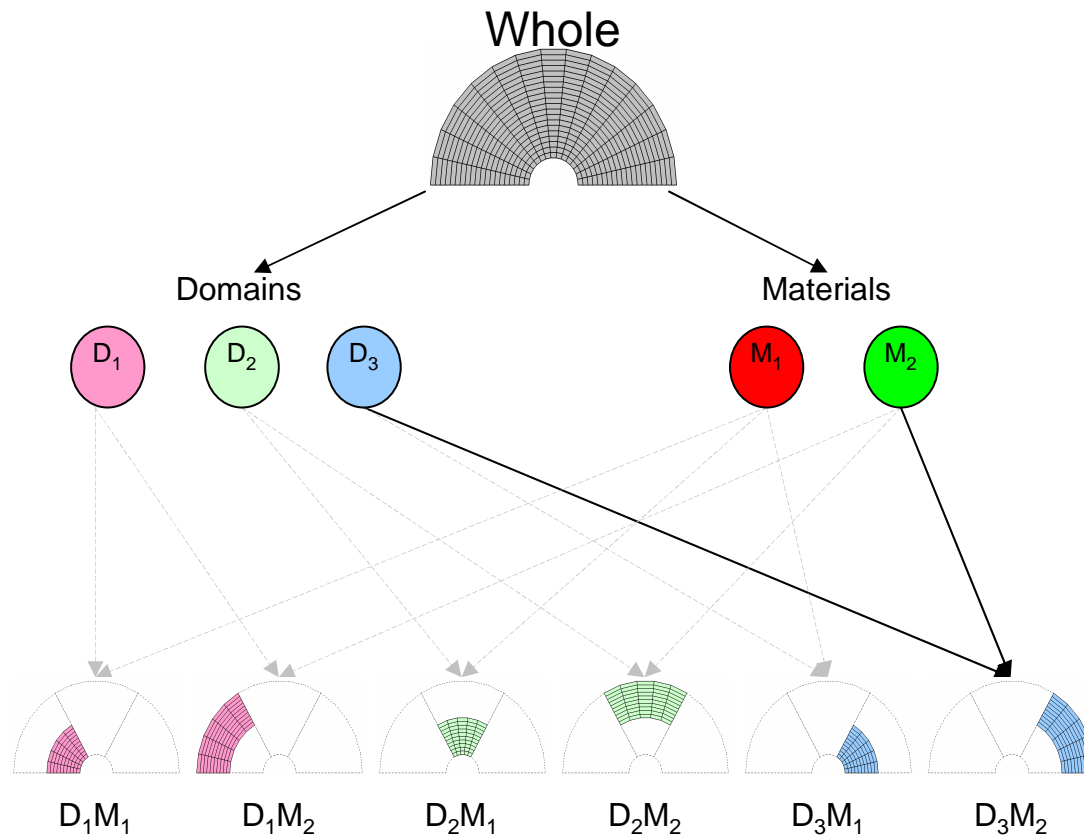 Whole
Domains Materials
D₁ D₂ D₃ M₁ M₂
D₁M₁ D₁M₂ D₂M₁ D₂M₂ D₃M₁ D₃M₂